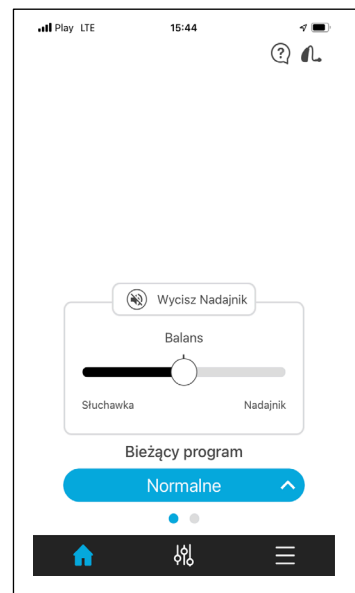 Play LTE 15:44
?
Wycisz Nadajnik
Balans
Słuchawka Nadajnik
Bieżący program
Normalne